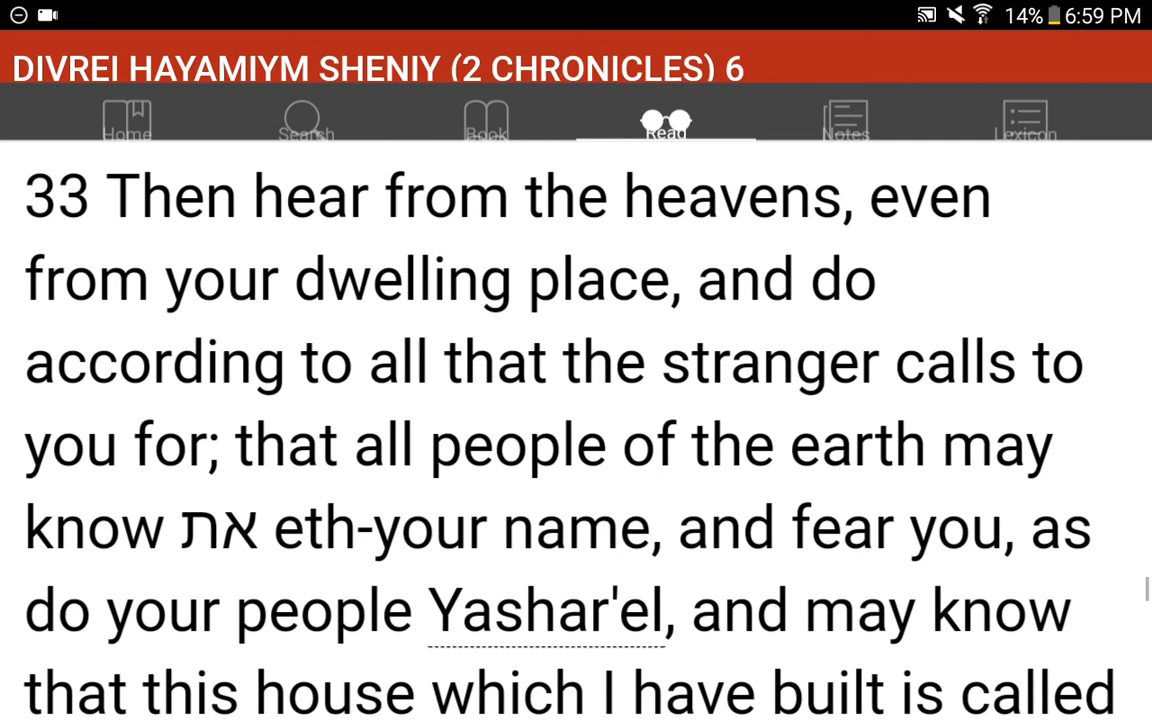 14% 6:59 PM
DIVREI HAYAMIYM SHENIY (2 CHRONICLES) 6
Home Search Book Read Notes Lexicon
33 Then hear from the heavens, even
from your dwelling place, and do
according to all that the stranger calls to
you for; that all people of the earth may
know את eth-your name, and fear you, as
do your people Yashar'el, and may know
that this house which I have built is called